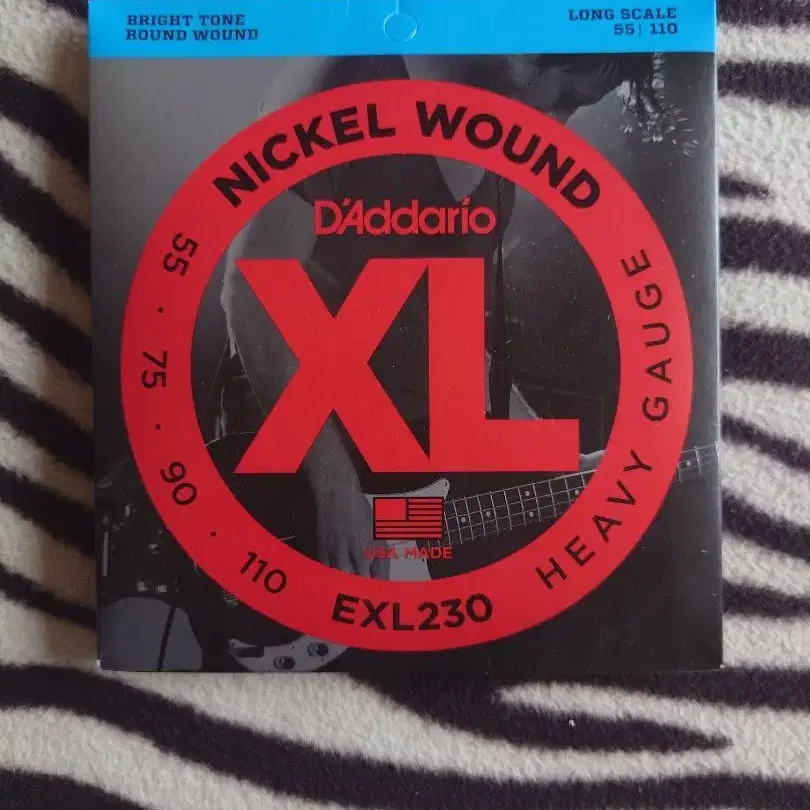 BRIGHT TONE
ROUND WOUND
LONG SCALE
55 | 110
NICKEL WOUND
D'Addario
XL
55 · 75 · 90 · 110
HEAVY GAUGE
USA MADE
EXL230